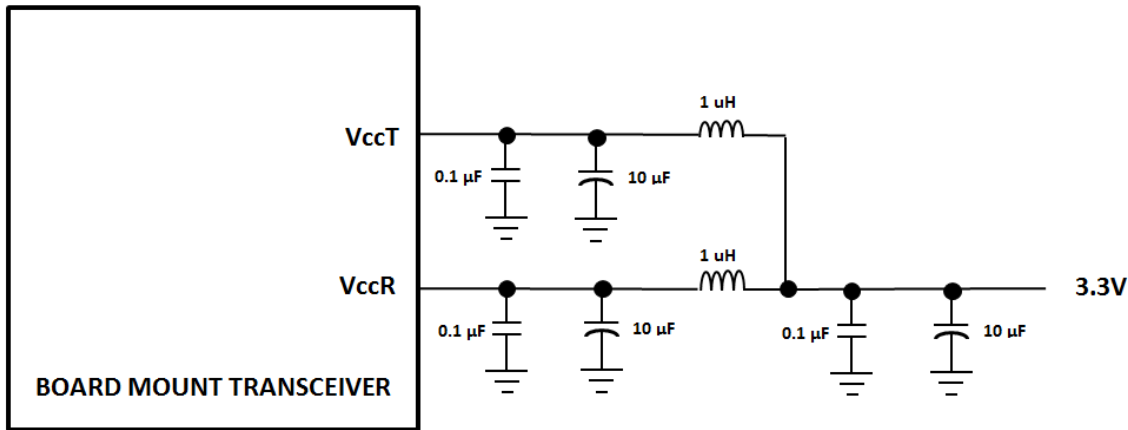 1 uH
VccT
0.1 µF
10 µF
1 uH
VccR
3.3V
0.1 µF
10 µF
0.1 µF
10 µF
BOARD MOUNT TRANSCEIVER